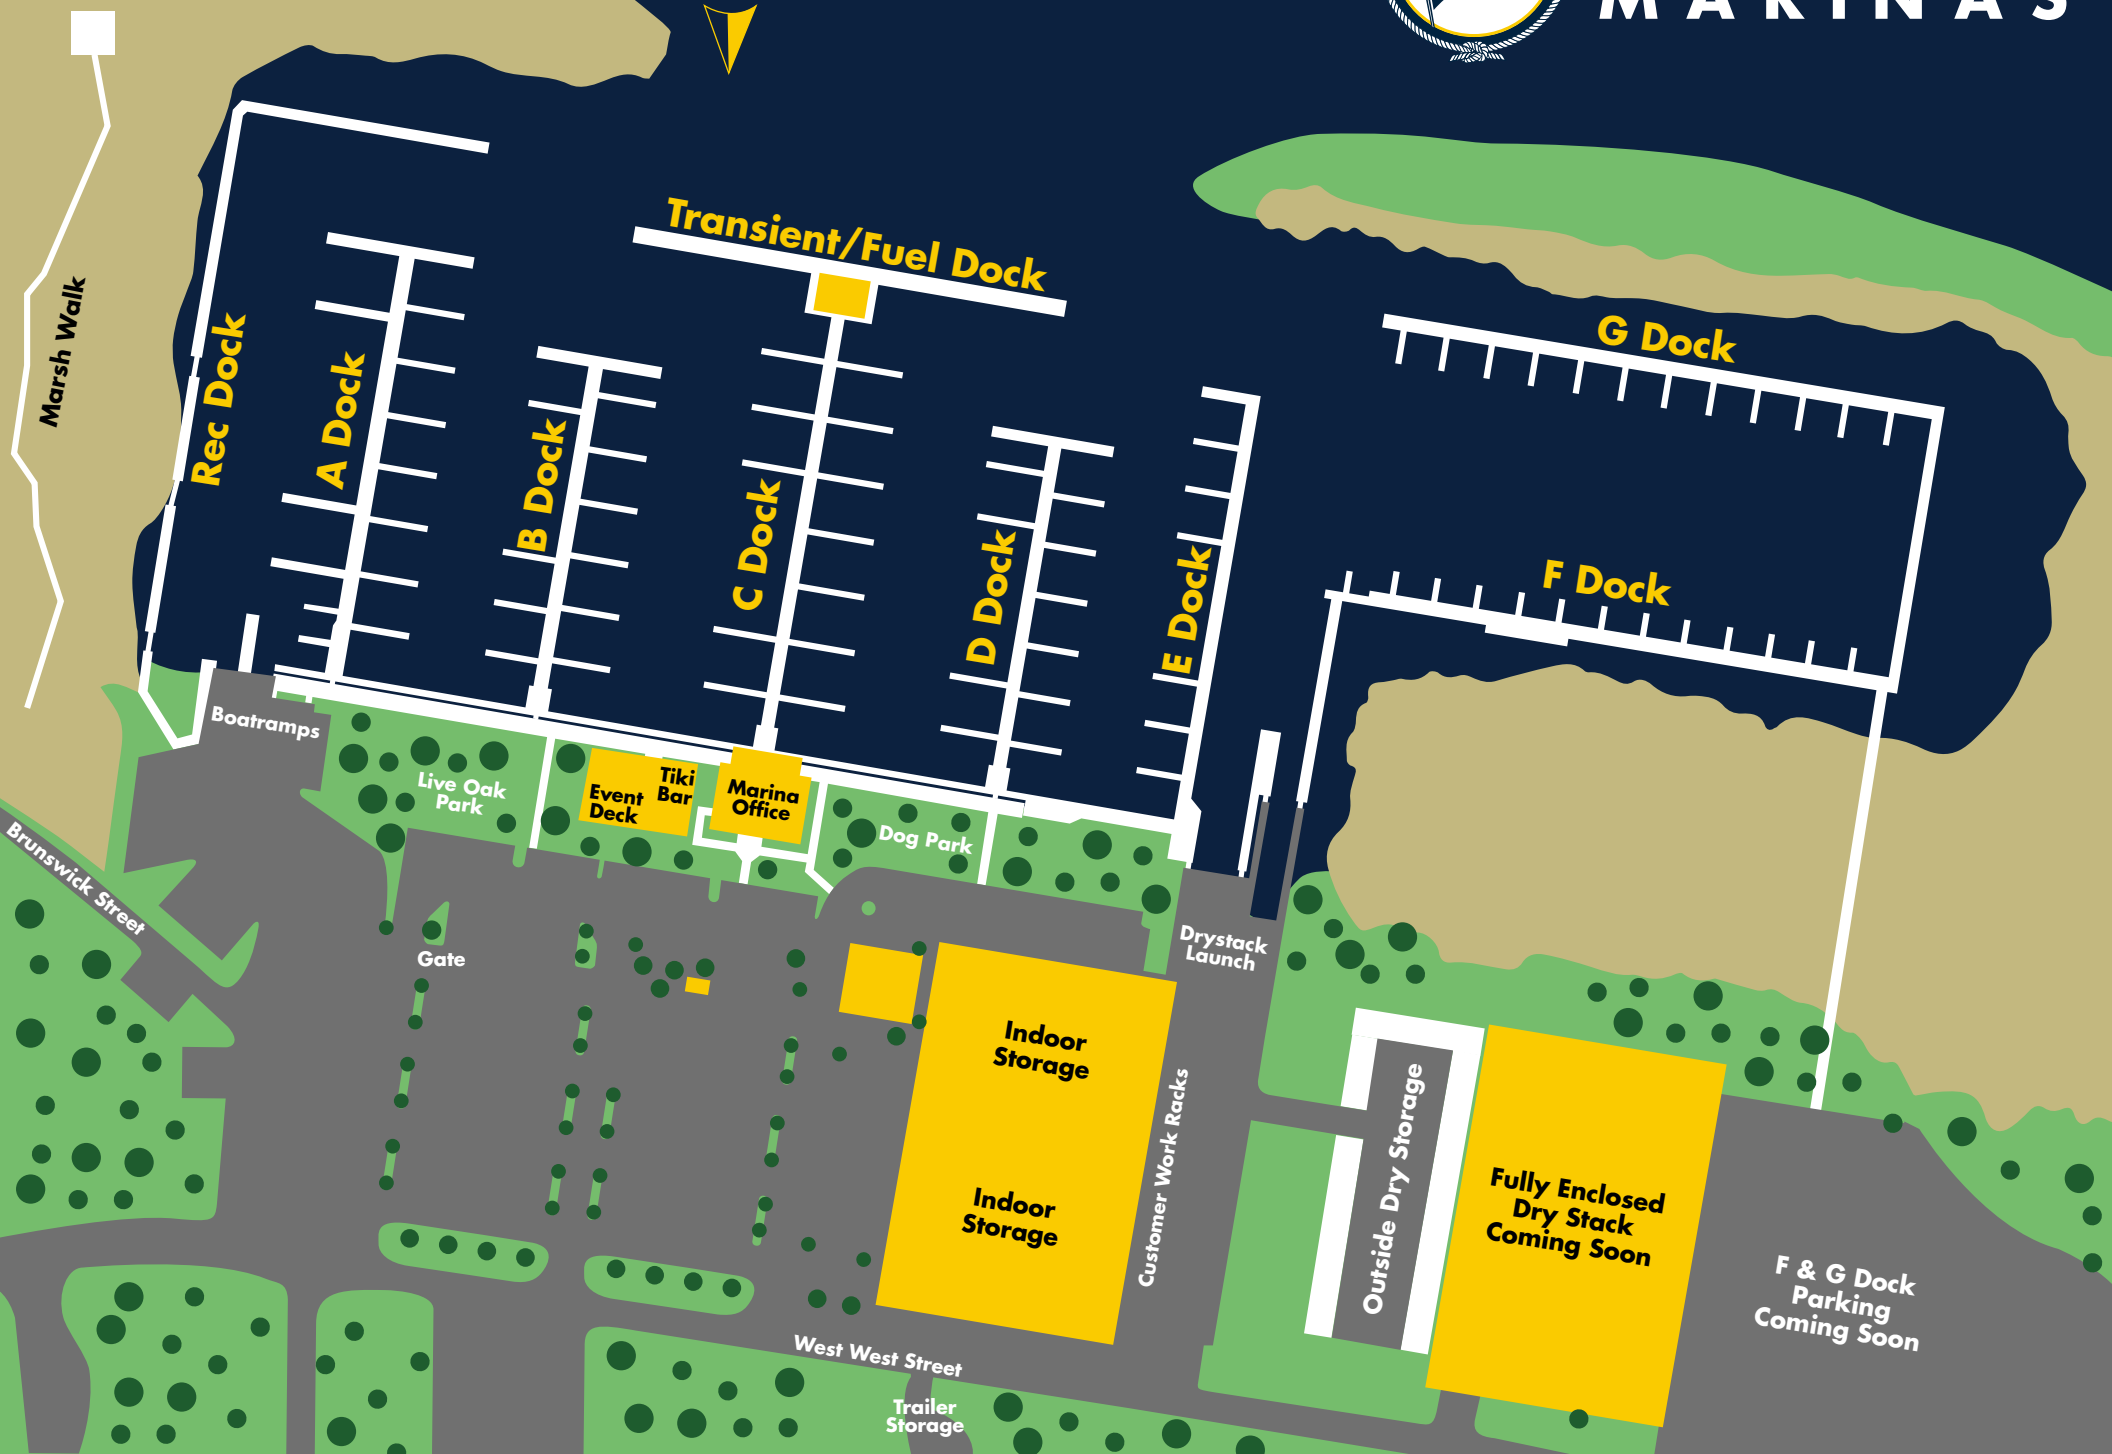 MARINAS
Transient/Fuel Dock
G Dock
Marsh Walk
Rec Dock
A Dock
B Dock
C Dock
D Dock
E Dock
F Dock
Boatramps
Live Oak
Park
Event
Deck
Tiki
Bar
Marina
Office
Dog Park
Brunswick Street
Gate
Drystack
Launch
Indoor
Storage
Indoor
Storage
Customer Work Racks
Outside Dry Storage
Fully Enclosed
Dry Stack
Coming Soon
F & G Dock
Parking
Coming Soon
West West Street
Trailer
Storage